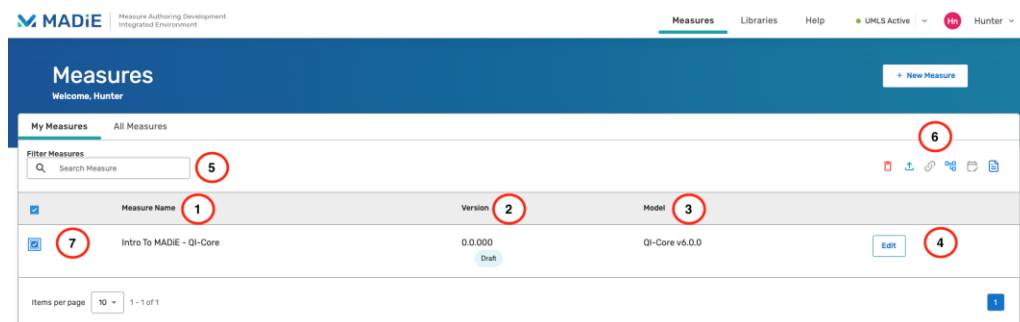 MADiE Measure Authoring Development
Integrated Environment
Measures Libraries Help UMLS Active Hn Hunter
Measures
Welcome, Hunter
+ New Measure
My Measures All Measures
6
Filter Measures
Search Measure
5
Measure Name 1 Version 2 Model 3
7 Intro To MADiE - QI-Core 0.0.000 QI-Core v6.0.0 Edit 4
Draft
Items per page 10 1 - 1 of 1 1